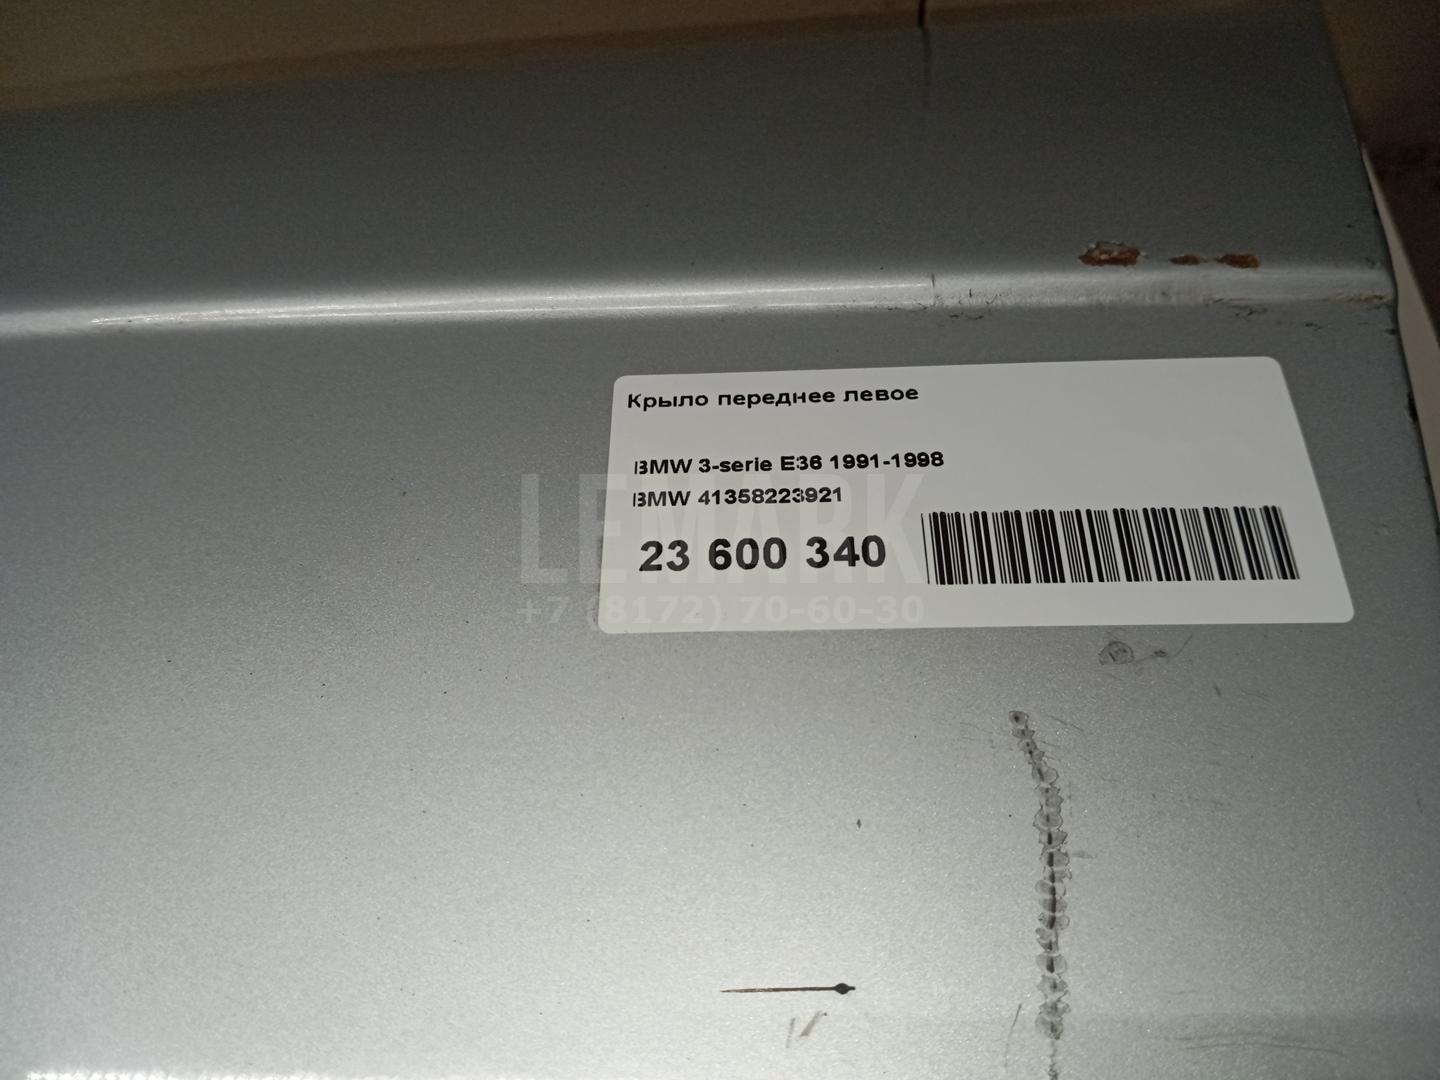 Крыло переднее левое
BMW 3-serie E36 1991-1998
BMW 41358223921
23 600 340
LEMARK
+7 (8172) 70-60-30